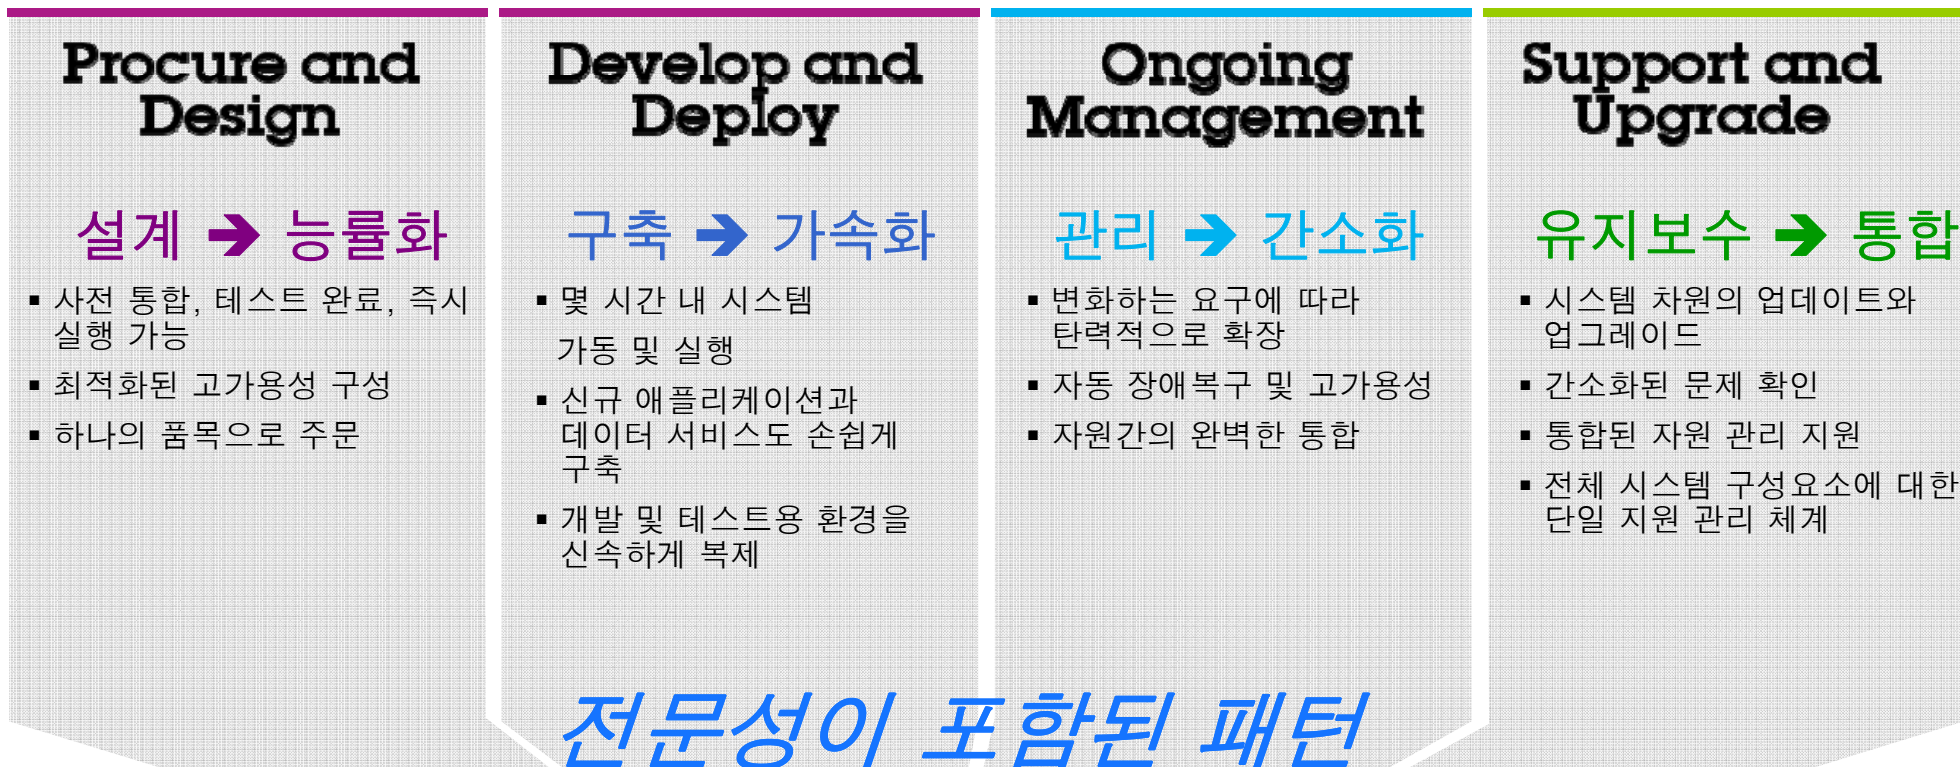 Procure and
Design
설계 ➔ 능률화
▪ 사전 통합, 테스트 완료, 즉시
실행 가능
▪ 최적화된 고가용성 구성
▪ 하나의 품목으로 주문
Develop and
Deploy
구축 ➔ 가속화
▪ 몇 시간 내 시스템
가동 및 실행
▪ 신규 애플리케이션과
데이터 서비스도 손쉽게
구축
▪ 개발 및 테스트용 환경을
신속하게 복제
Ongoing
Management
관리 ➔ 간소화
▪ 변화하는 요구에 따라
탄력적으로 확장
▪ 자동 장애복구 및 고가용성
▪ 자원간의 완벽한 통합
Support and
Upgrade
유지보수 ➔ 통합
▪ 시스템 차원의 업데이트와
업그레이드
▪ 간소화된 문제 확인
▪ 통합된 자원 관리 지원
▪ 전체 시스템 구성요소에 대한
단일 지원 관리 체계
전문성이 포함된 패턴